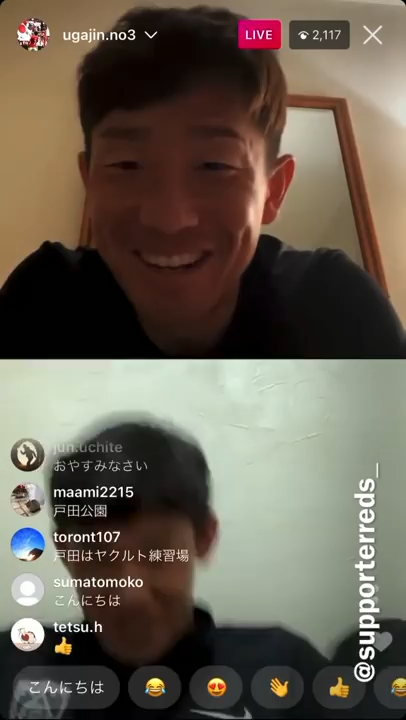 ugajin.no3
LIVE
2,117
jun.uchite
おやすみなさい
maami2215
戸田公園
toront107
戸田はヤクルト練習場
sumatomoko
こんにちは
tetsu.h
👍
@supporterreds_
こんにちは 😂 😍 👋 👍 😂